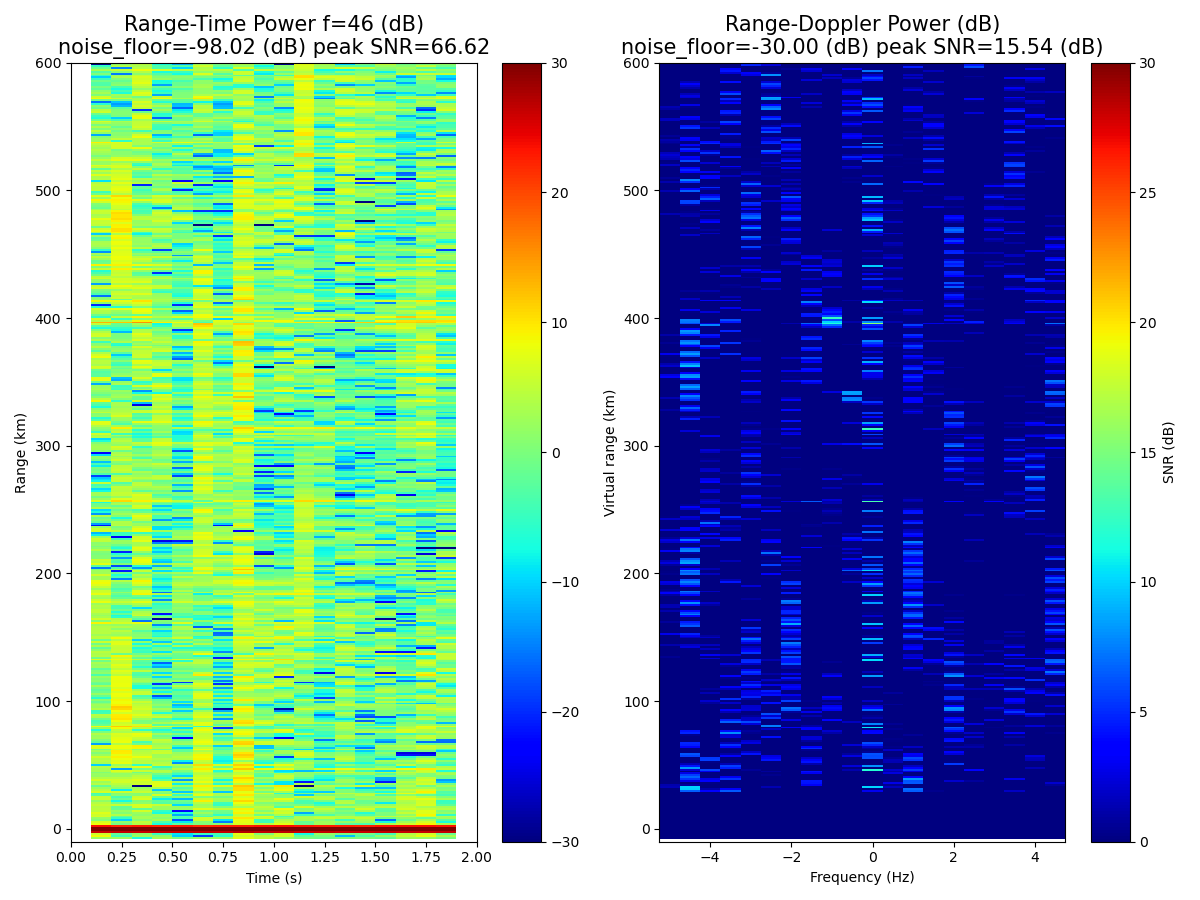 Range-Time Power f=46 (dB)
noise_floor=-98.02 (dB) peak SNR=66.62
600
500
400
300
200
100
0
Range (km)
0.00 0.25 0.50 0.75 1.00 1.25 1.50 1.75 2.00
Time (s)
30
20
10
0
−10
−20
−30
Range-Doppler Power (dB)
noise_floor=-30.00 (dB) peak SNR=15.54 (dB)
600
500
400
300
200
100
0
Virtual range (km)
−4 −2 0 2 4
Frequency (Hz)
30
25
20
15
10
5
0
SNR (dB)